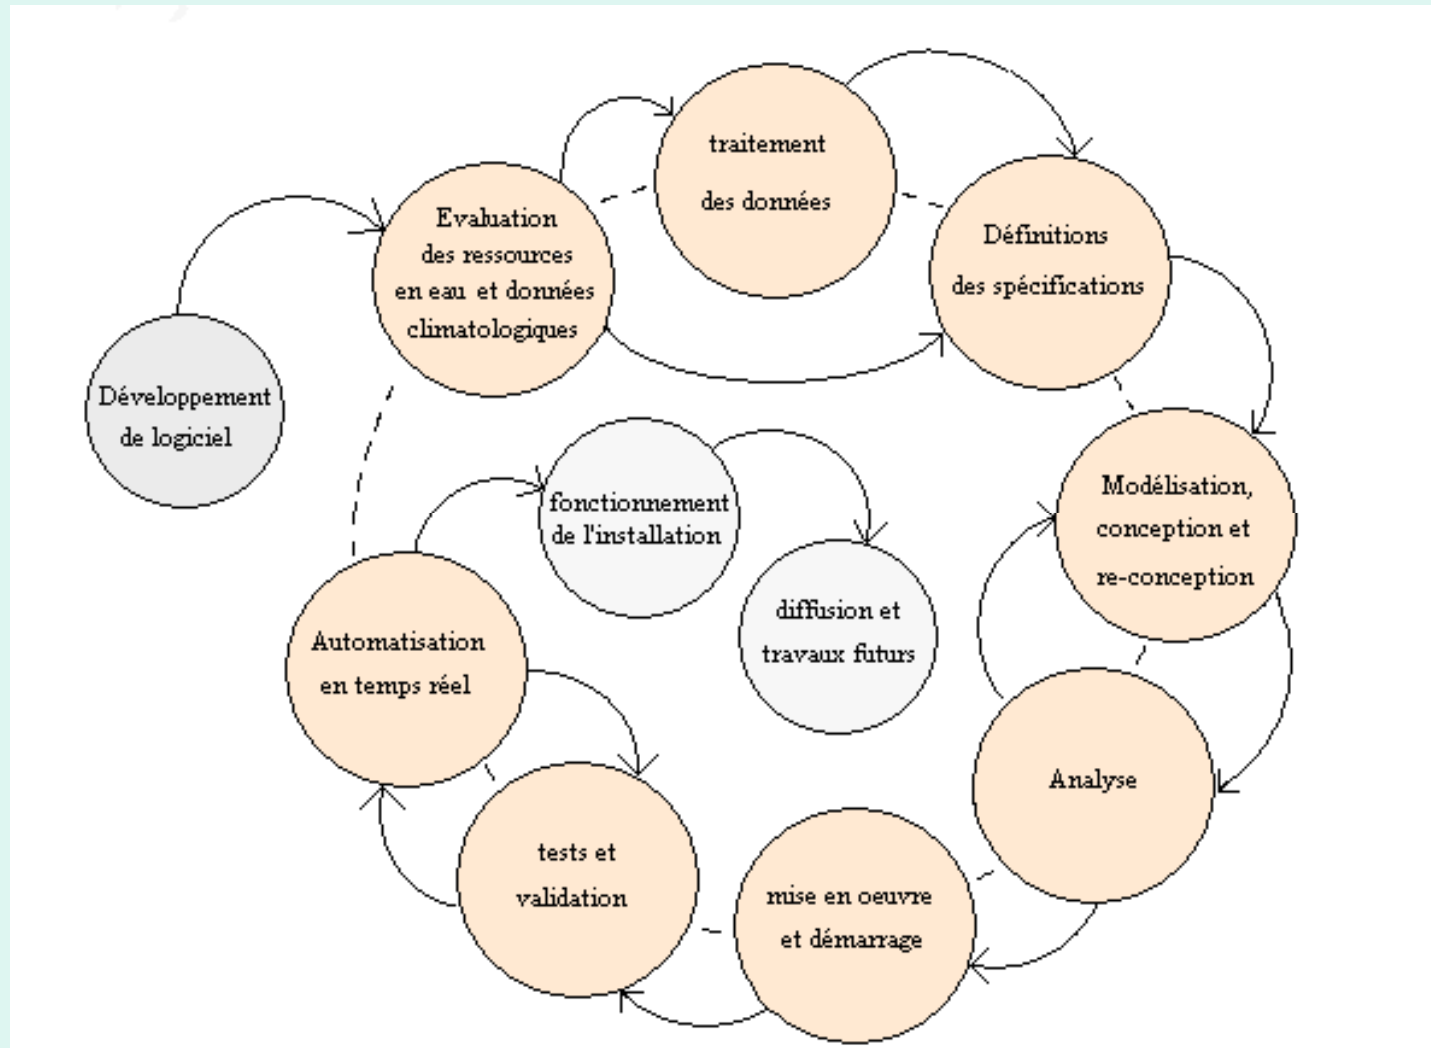 Développement
de logiciel
Evaluation
des ressources
en eau et données
climatologiques
traitement
des données
Définitions
des spécifications
Modélisation,
conception et
re-conception
Analyse
mise en oeuvre
et démarrage
tests et
validation
Automatisation
en temps réel
fonctionnement
de l'installation
diffusion et
travaux futurs